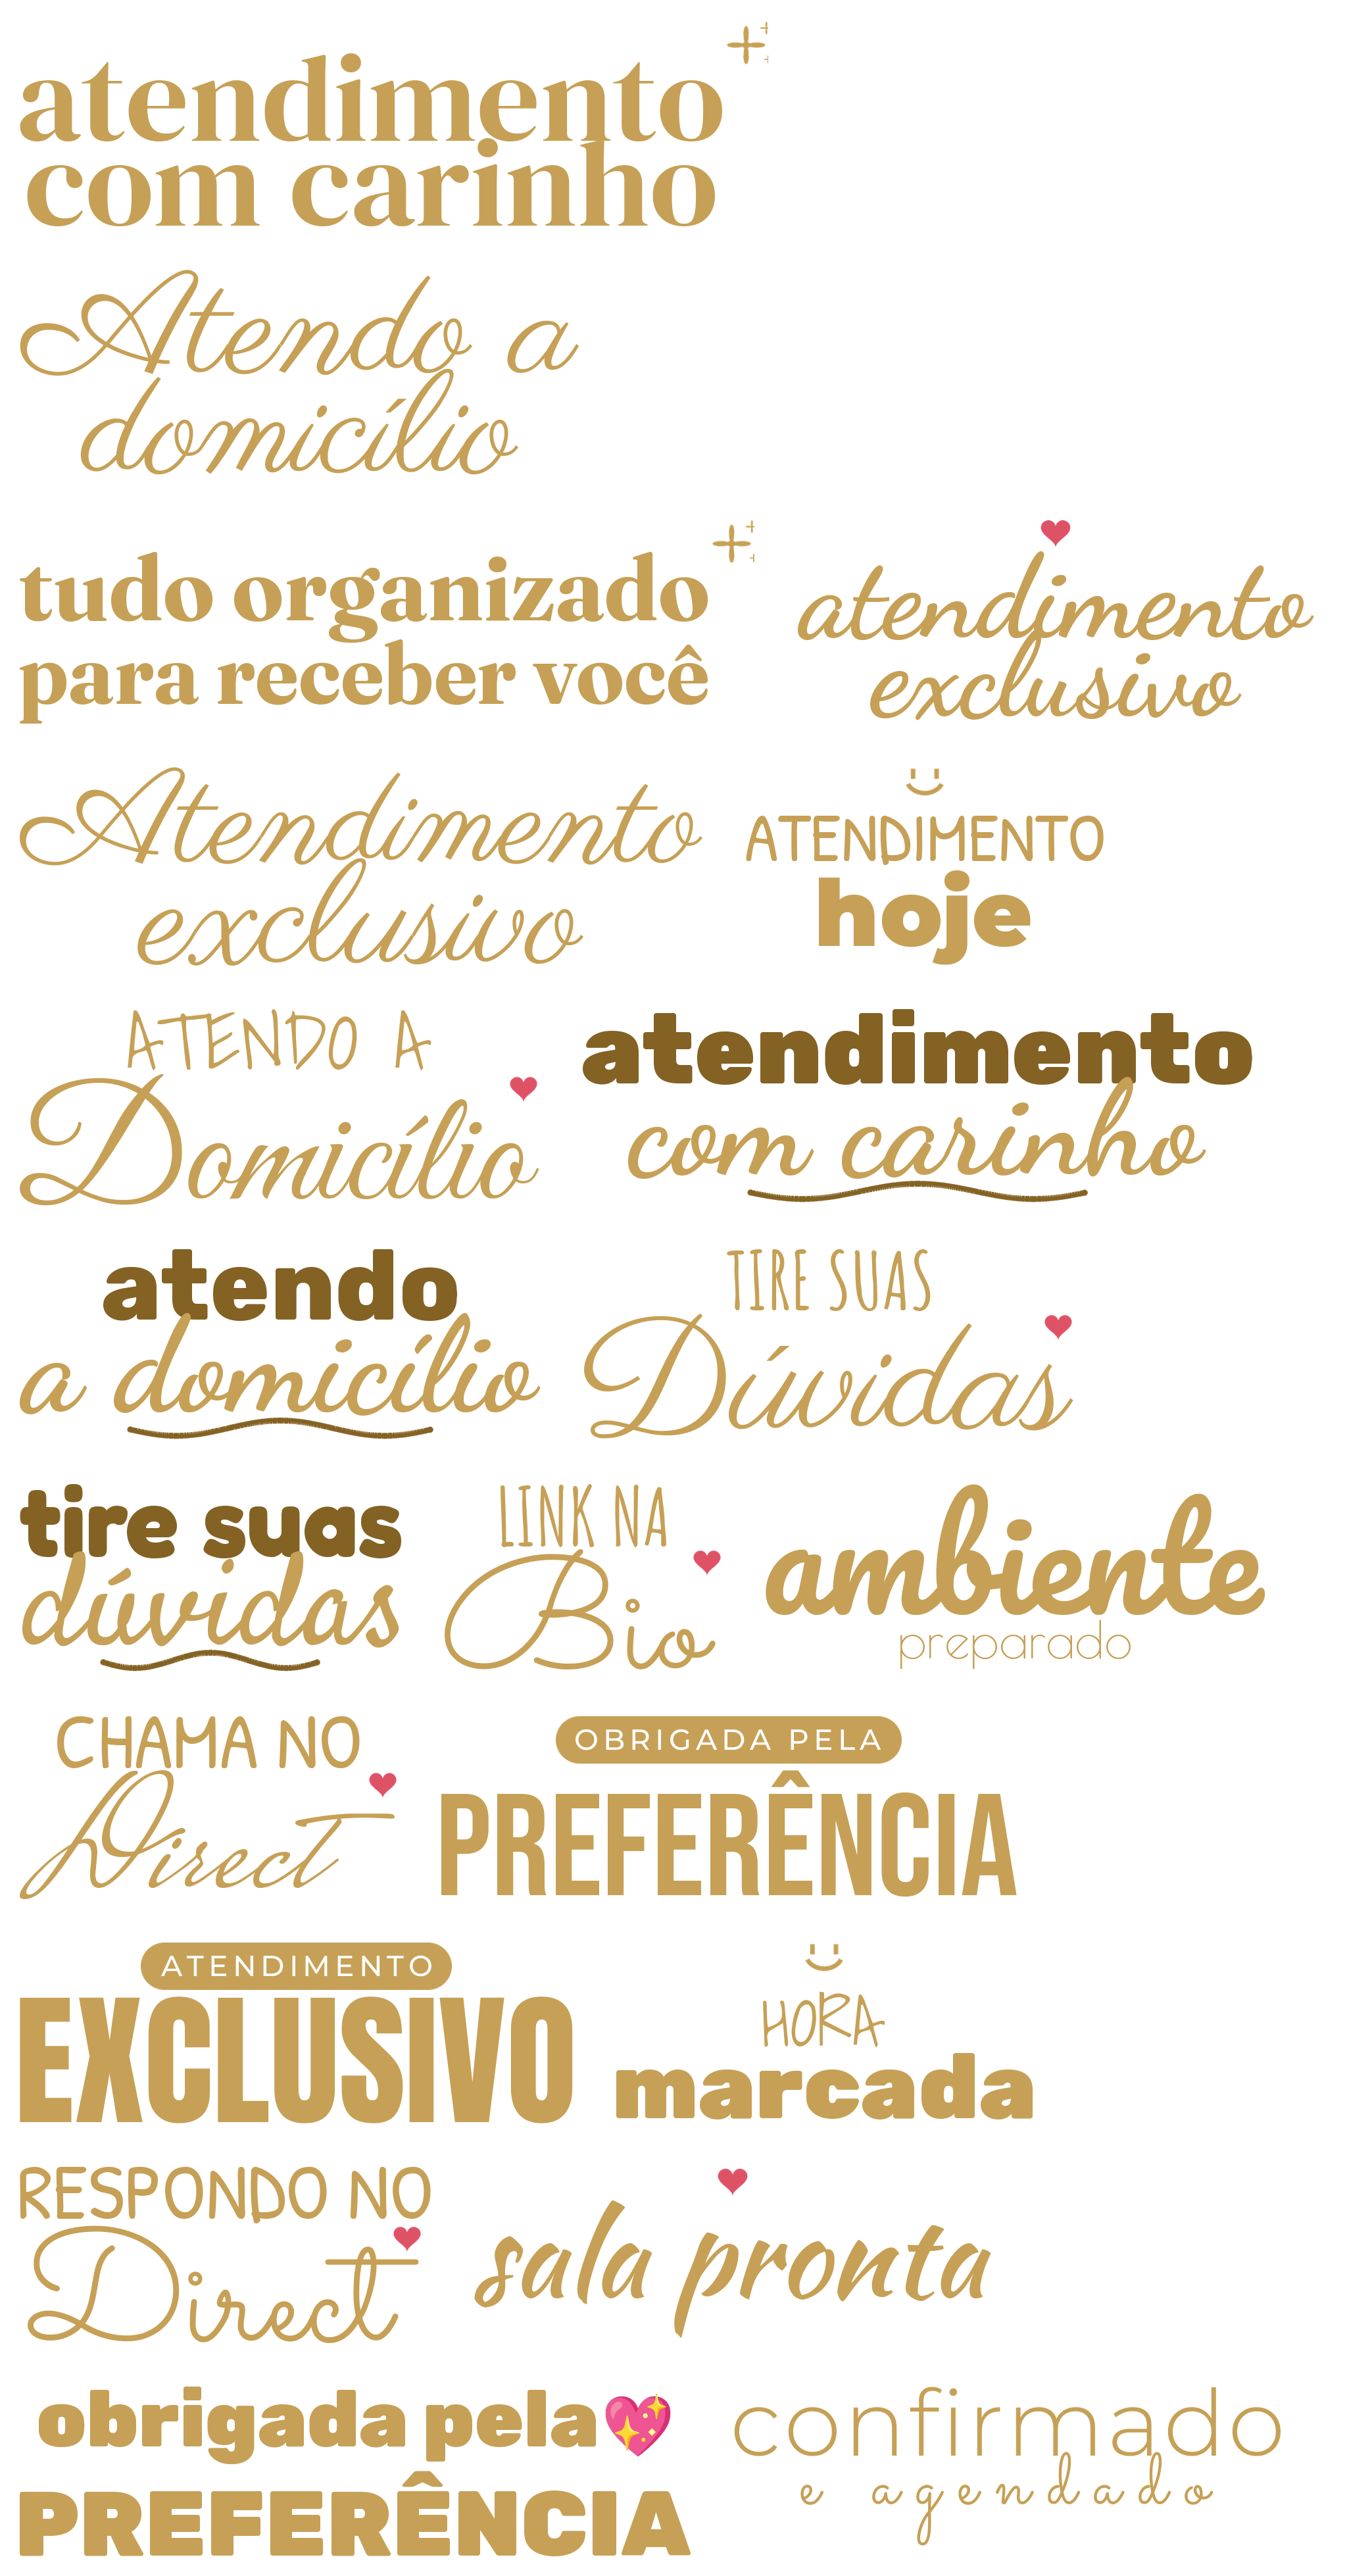 atendimento
com carinho
Atendo a
domicílio
tudo organizado
para receber você
atendimento
exclusivo
Atendimento
exclusivo
ATENDIMENTO
hoje
ATENDO A
Domicílio
atendimento
com carinho
atendo
a domicílio
TIRE SUAS
Dúvidas
tire suas
dúvidas
LINK NA
Bio
ambiente
preparado
CHAMA NO
Direct
OBRIGADA PELA
PREFERÊNCIA
ATENDIMENTO
EXCLUSIVO
HORA
marcada
RESPONDO NO
Direct
sala pronta
obrigada pela
PREFERÊNCIA
confirmado
e agendado